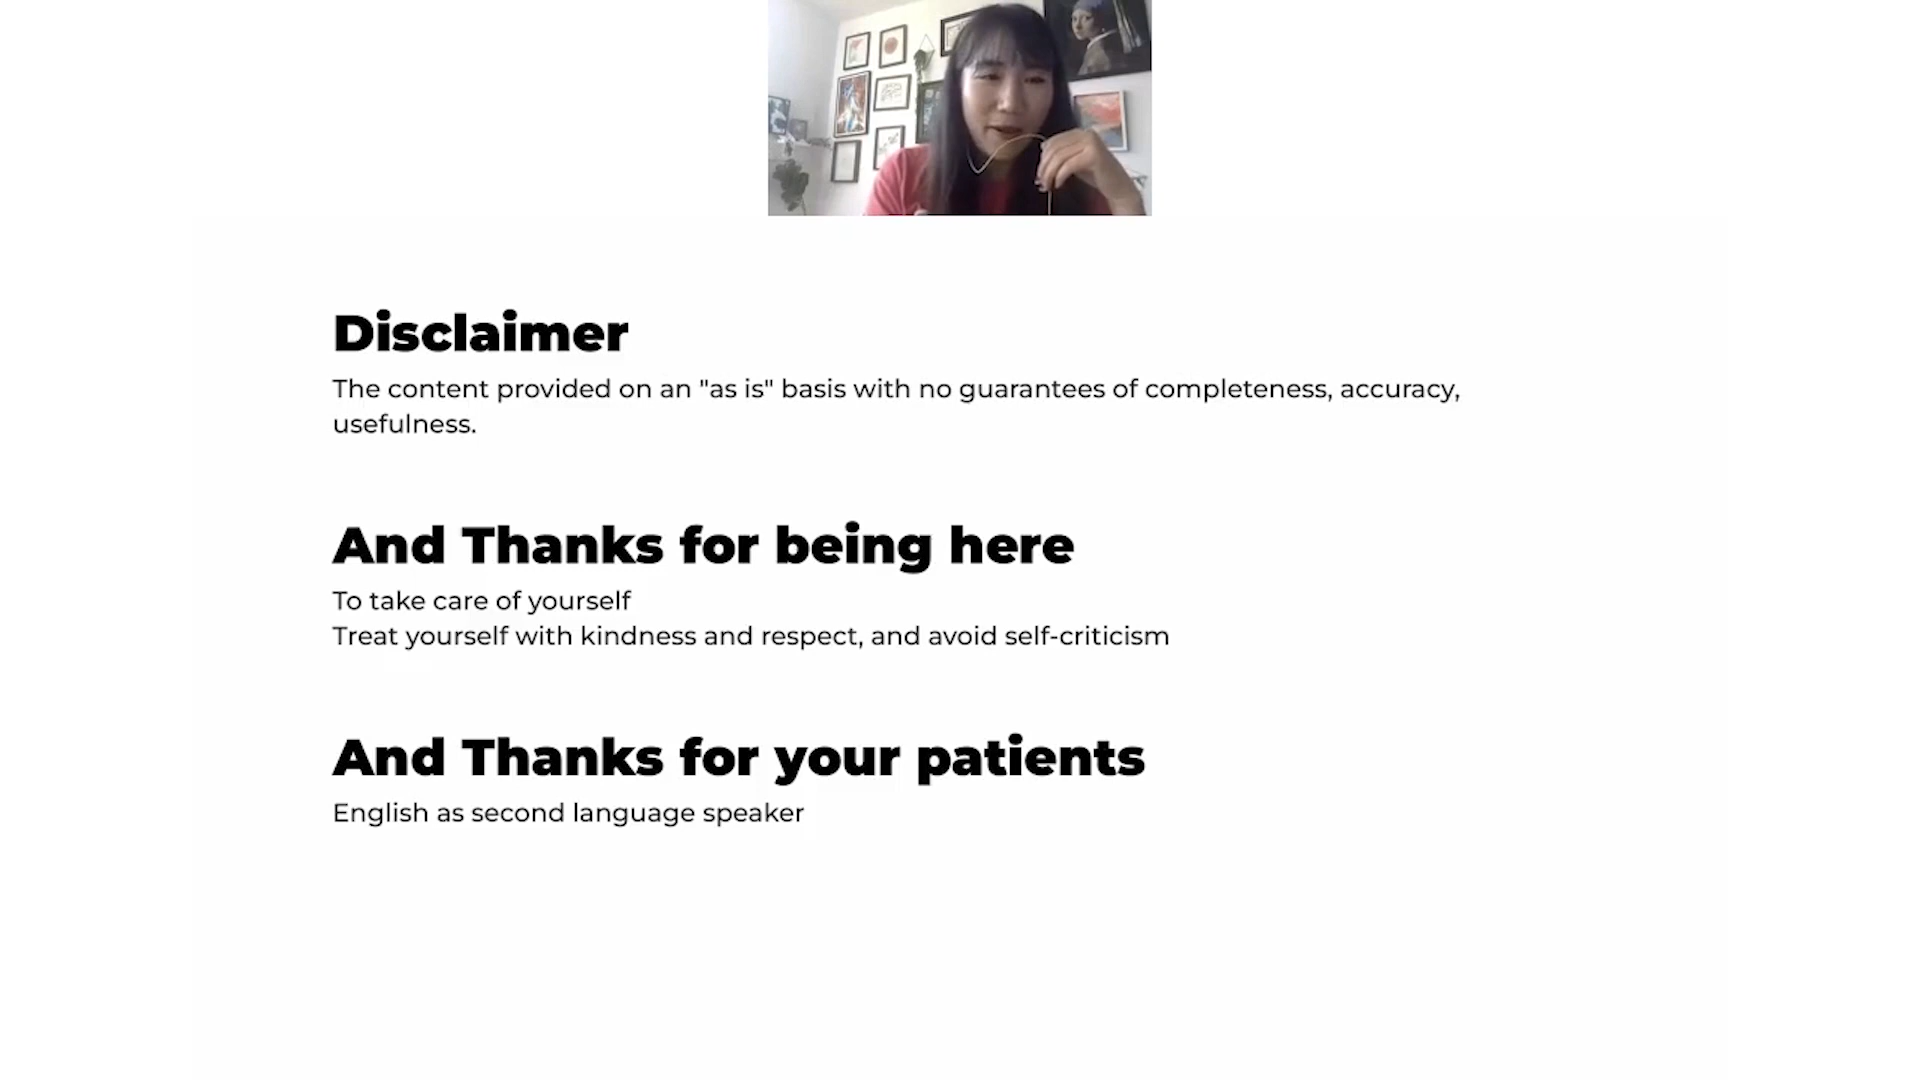 Disclaimer
The content provided on an "as is" basis with no guarantees of completeness, accuracy,
usefulness.
And Thanks for being here
To take care of yourself
Treat yourself with kindness and respect, and avoid self-criticism
And Thanks for your patients
English as second language speaker